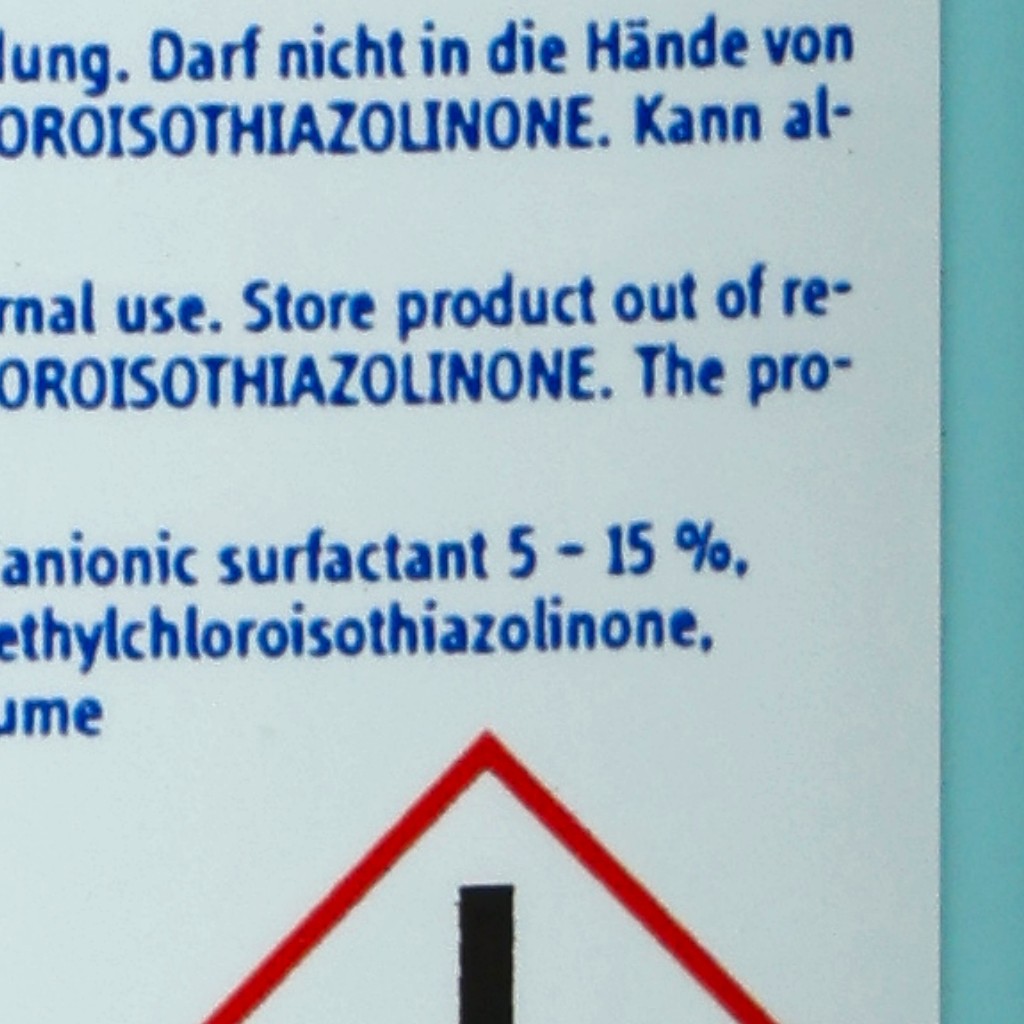 lung. Darf nicht in die Hände von
OROISOTHIAZOLINONE. Kann al-
rnal use. Store product out of re-
OROISOTHIAZOLINONE. The pro-
anionic surfactant 5 – 15 %,
ethylchloroisothiazolinone,
ume